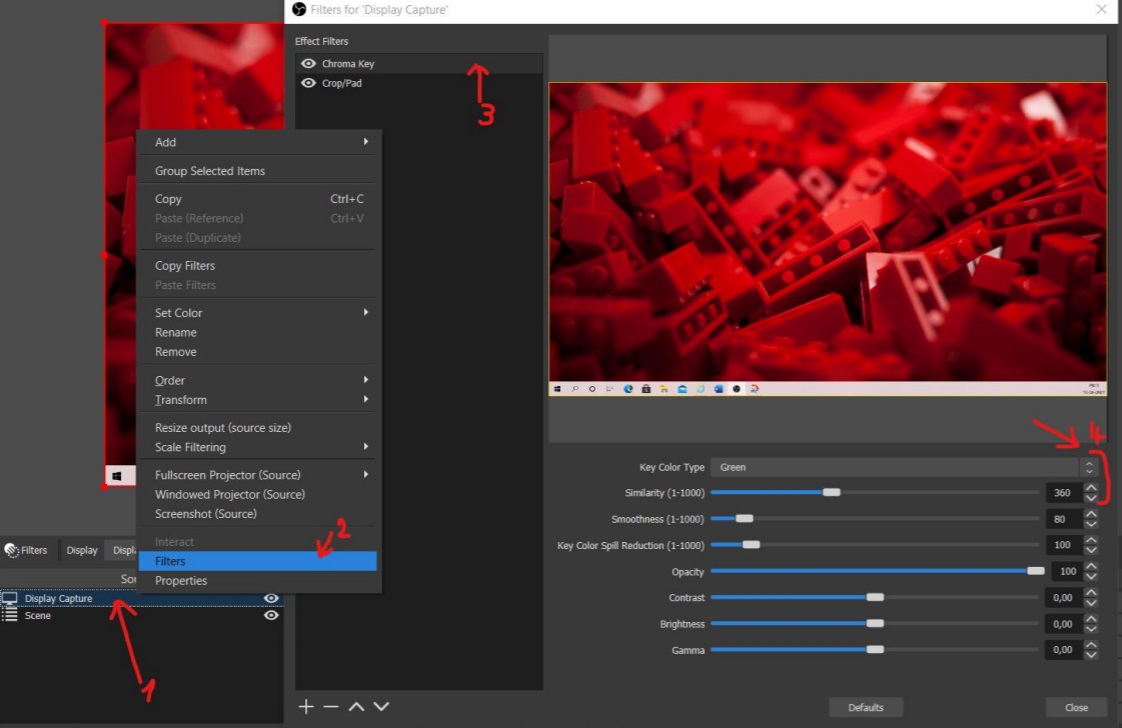 Filters for 'Display Capture'
Effect Filters
Chroma Key
Crop/Pad
3
Add
Group Selected Items
Copy Ctrl+C
Paste (Reference) Ctrl+V
Paste (Duplicate)
Copy Filters
Paste Filters
Set Color
Rename
Remove
Order
Transform
Resize output (source size)
Scale Filtering
Fullscreen Projector (Source)
Windowed Projector (Source)
Screenshot (Source)
Interact
2
Filters
Properties
Filters Display
Display Capture
Scene
1
4
Key Color Type Green
Similarity (1-1000) 360
Smoothness (1-1000) 80
Key Color Spill Reduction (1-1000) 100
Opacity 100
Contrast 0,00
Brightness 0,00
Gamma 0,00
Defaults Close